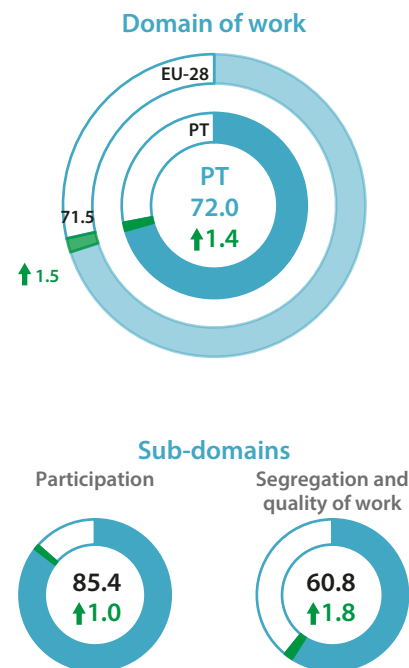 Domain of work
EU-28
PT
PT
72.0
↑1.4
71.5
↑ 1.5
Sub-domains
Participation
Segregation and
quality of work
85.4
↑1.0
60.8
↑1.8